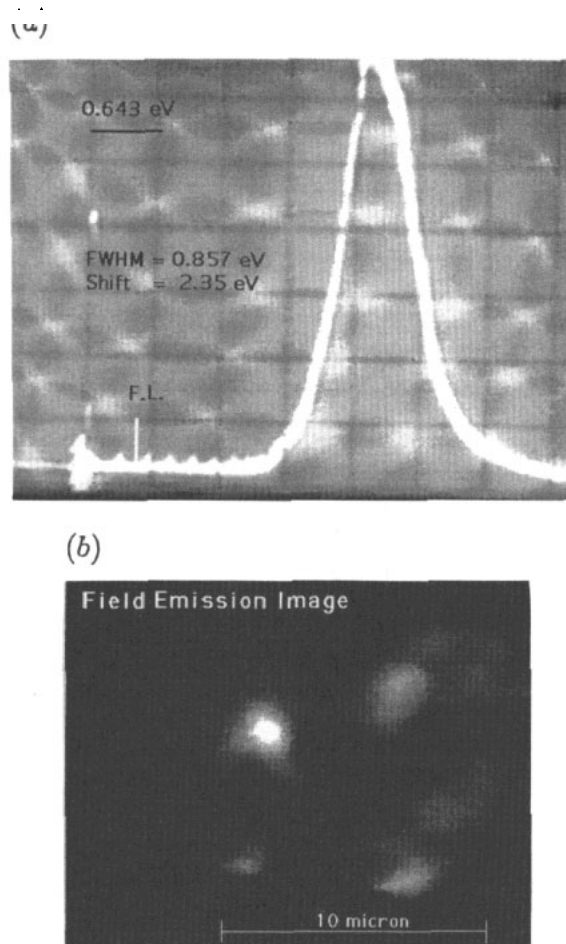 (a)
0.643 eV
FWHM = 0.857 eV
Shift = 2.35 eV
F.L.
(b)
Field Emission Image
10 micron